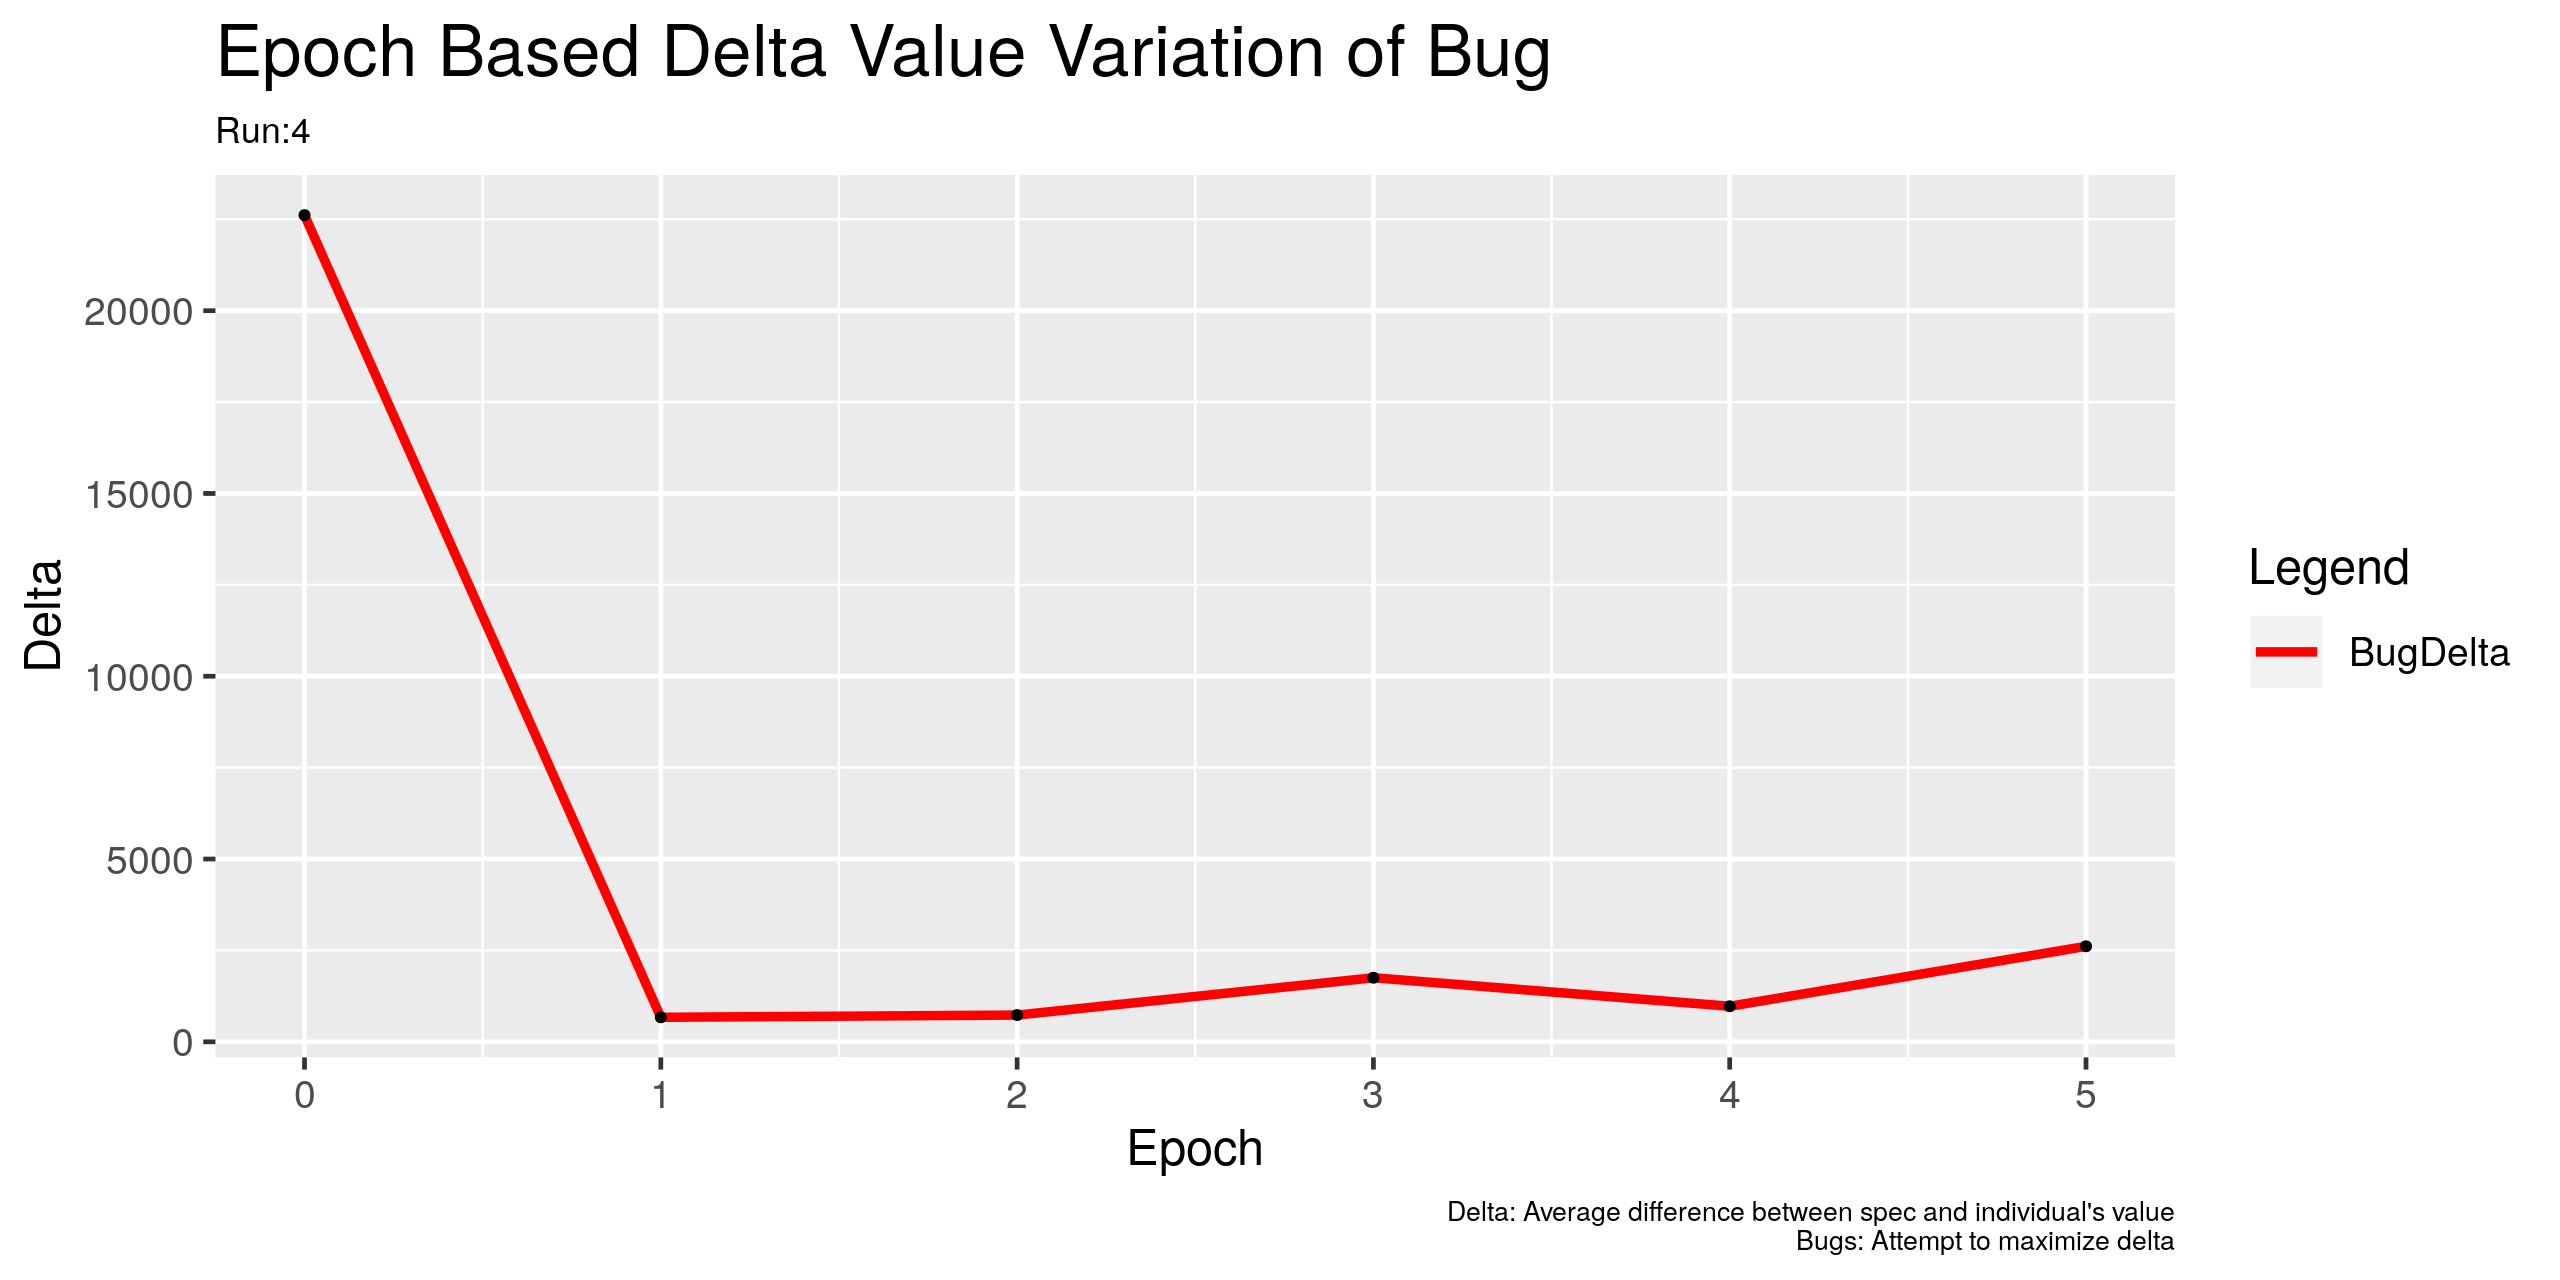 Epoch Based Delta Value Variation of Bug
Run:4
Delta
20000
15000
10000
5000
0
0 1 2 3 4 5
Epoch
Legend
BugDelta
Delta: Average difference between spec and individual's value
Bugs: Attempt to maximize delta